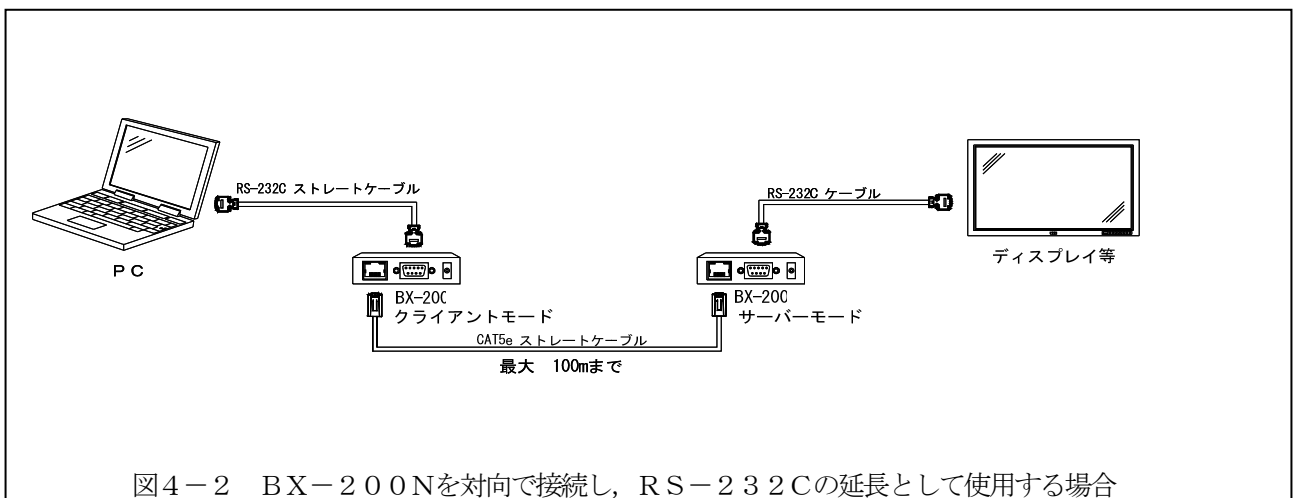 RS-232C ストレートケーブル
RS-232C ケーブル
PC
ディスプレイ等
BX-200
クライアントモード
BX-200
サーバーモード
CAT5e ストレートケーブル
最大 100mまで
図4-2 BX-200Nを対向で接続し,RS-232Cの延長として使用する場合